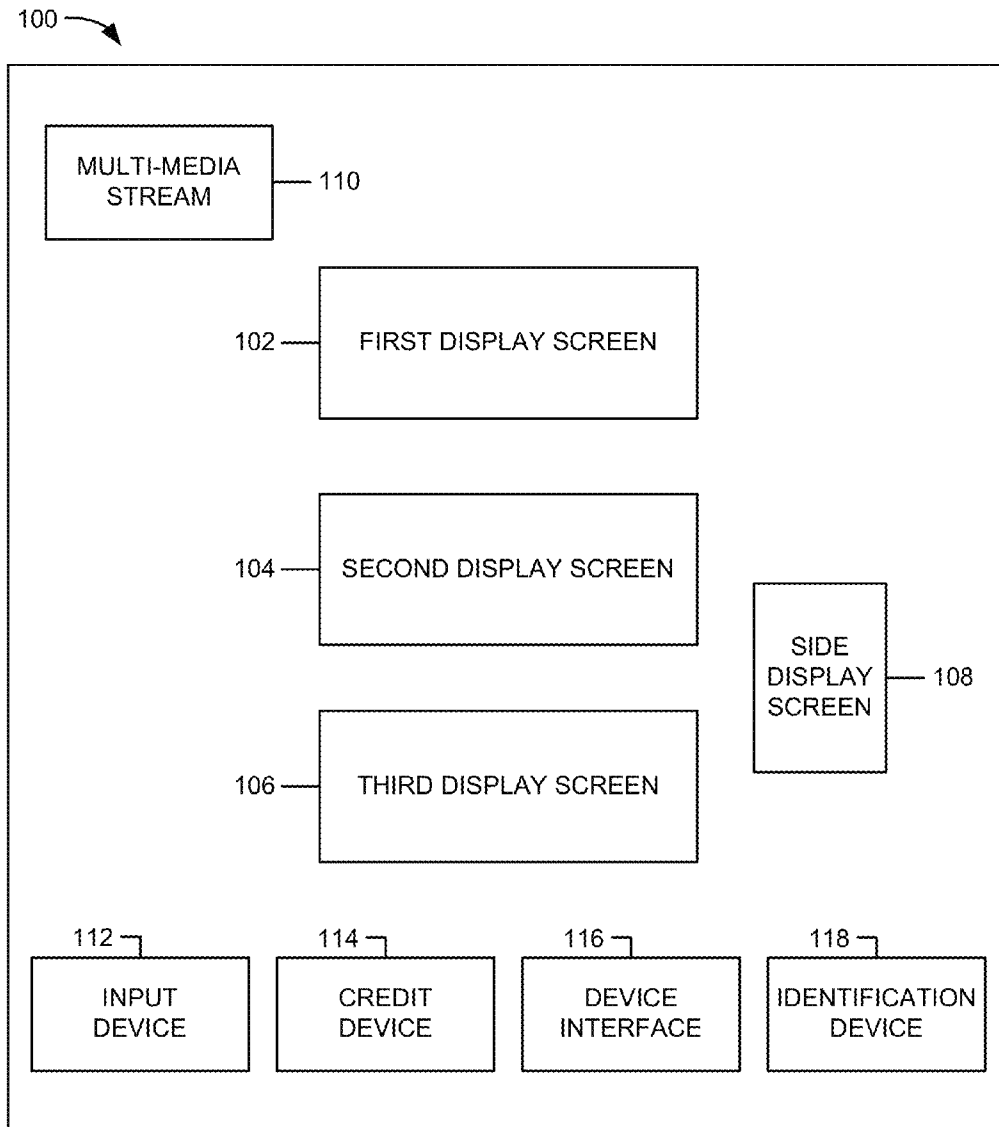 100
MULTI-MEDIA
STREAM
110
102
FIRST DISPLAY SCREEN
104
SECOND DISPLAY SCREEN
SIDE
DISPLAY
SCREEN
108
106
THIRD DISPLAY SCREEN
112
114
116
118
INPUT
DEVICE
CREDIT
DEVICE
DEVICE
INTERFACE
IDENTIFICATION
DEVICE